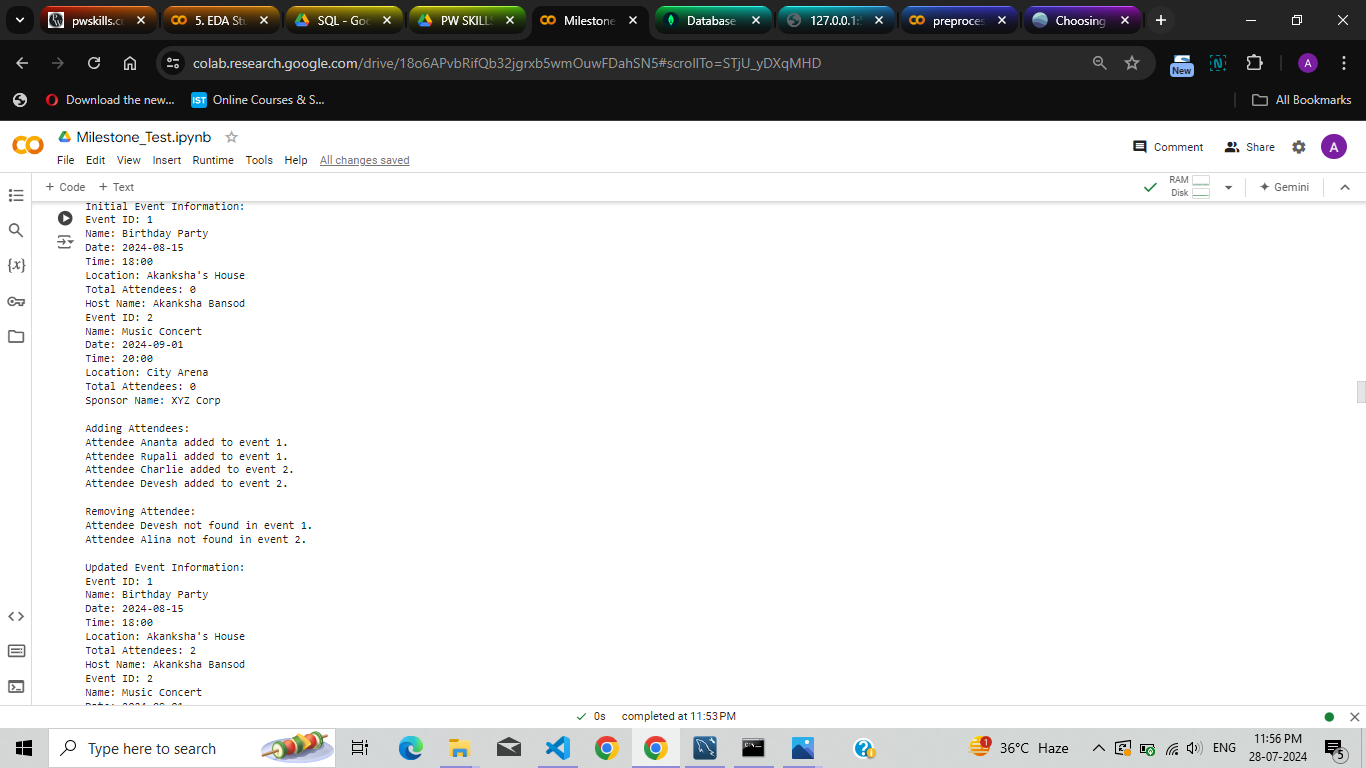 pwskills.c
5. EDA Stu
SQL - Goo
PW SKILL
Milestone
Database
127.0.0.1:
preproces
Choosing
colab.research.google.com/drive/18o6APvbRifQb32jgrxb5wmOuwFDahSN5#scrollTo=STjU_yDXqMHD
New
A
Download the new...
IST
Online Courses & S...
All Bookmarks
Milestone_Test.ipynb
File Edit View Insert Runtime Tools Help All changes saved
Comment
Share
A
+ Code + Text
RAM
Disk
Gemini
Initial Event Information:
Event ID: 1
Name: Birthday Party
Date: 2024-08-15
Time: 18:00
Location: Akanksha's House
Total Attendees: 0
Host Name: Akanksha Bansod
Event ID: 2
Name: Music Concert
Date: 2024-09-01
Time: 20:00
Location: City Arena
Total Attendees: 0
Sponsor Name: XYZ Corp
Adding Attendees:
Attendee Ananta added to event 1.
Attendee Rupali added to event 1.
Attendee Charlie added to event 2.
Attendee Devesh added to event 2.
Removing Attendee:
Attendee Devesh not found in event 1.
Attendee Alina not found in event 2.
Updated Event Information:
Event ID: 1
Name: Birthday Party
Date: 2024-08-15
Time: 18:00
Location: Akanksha's House
Total Attendees: 2
Host Name: Akanksha Bansod
Event ID: 2
Name: Music Concert
Date: 2024-09-01
0s completed at 11:53 PM
Type here to search
1
36°C Haze
ENG
11:56 PM
28-07-2024
5